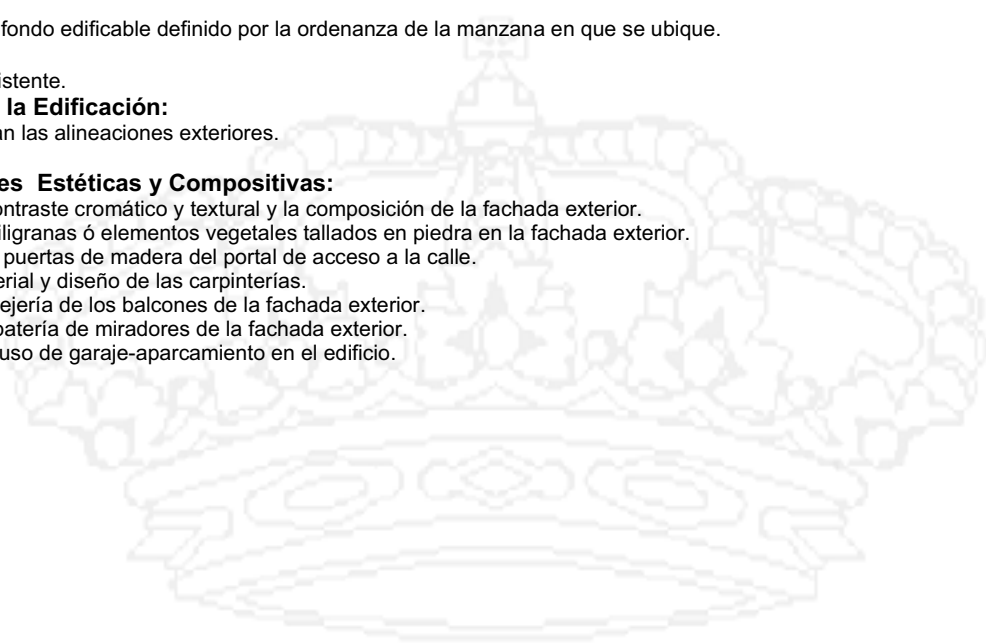 fondo edificable definido por la ordenanza de la manzana en que se ubique.
istente.
la Edificación:
an las alineaciones exteriores.
es Estéticas y Compositivas:
ontraste cromático y textural y la composición de la fachada exterior.
iligranas ó elementos vegetales tallados en piedra en la fachada exterior.
puertas de madera del portal de acceso a la calle.
erial y diseño de las carpinterías.
ejería de los balcones de la fachada exterior.
batería de miradores de la fachada exterior.
uso de garaje-aparcamiento en el edificio.